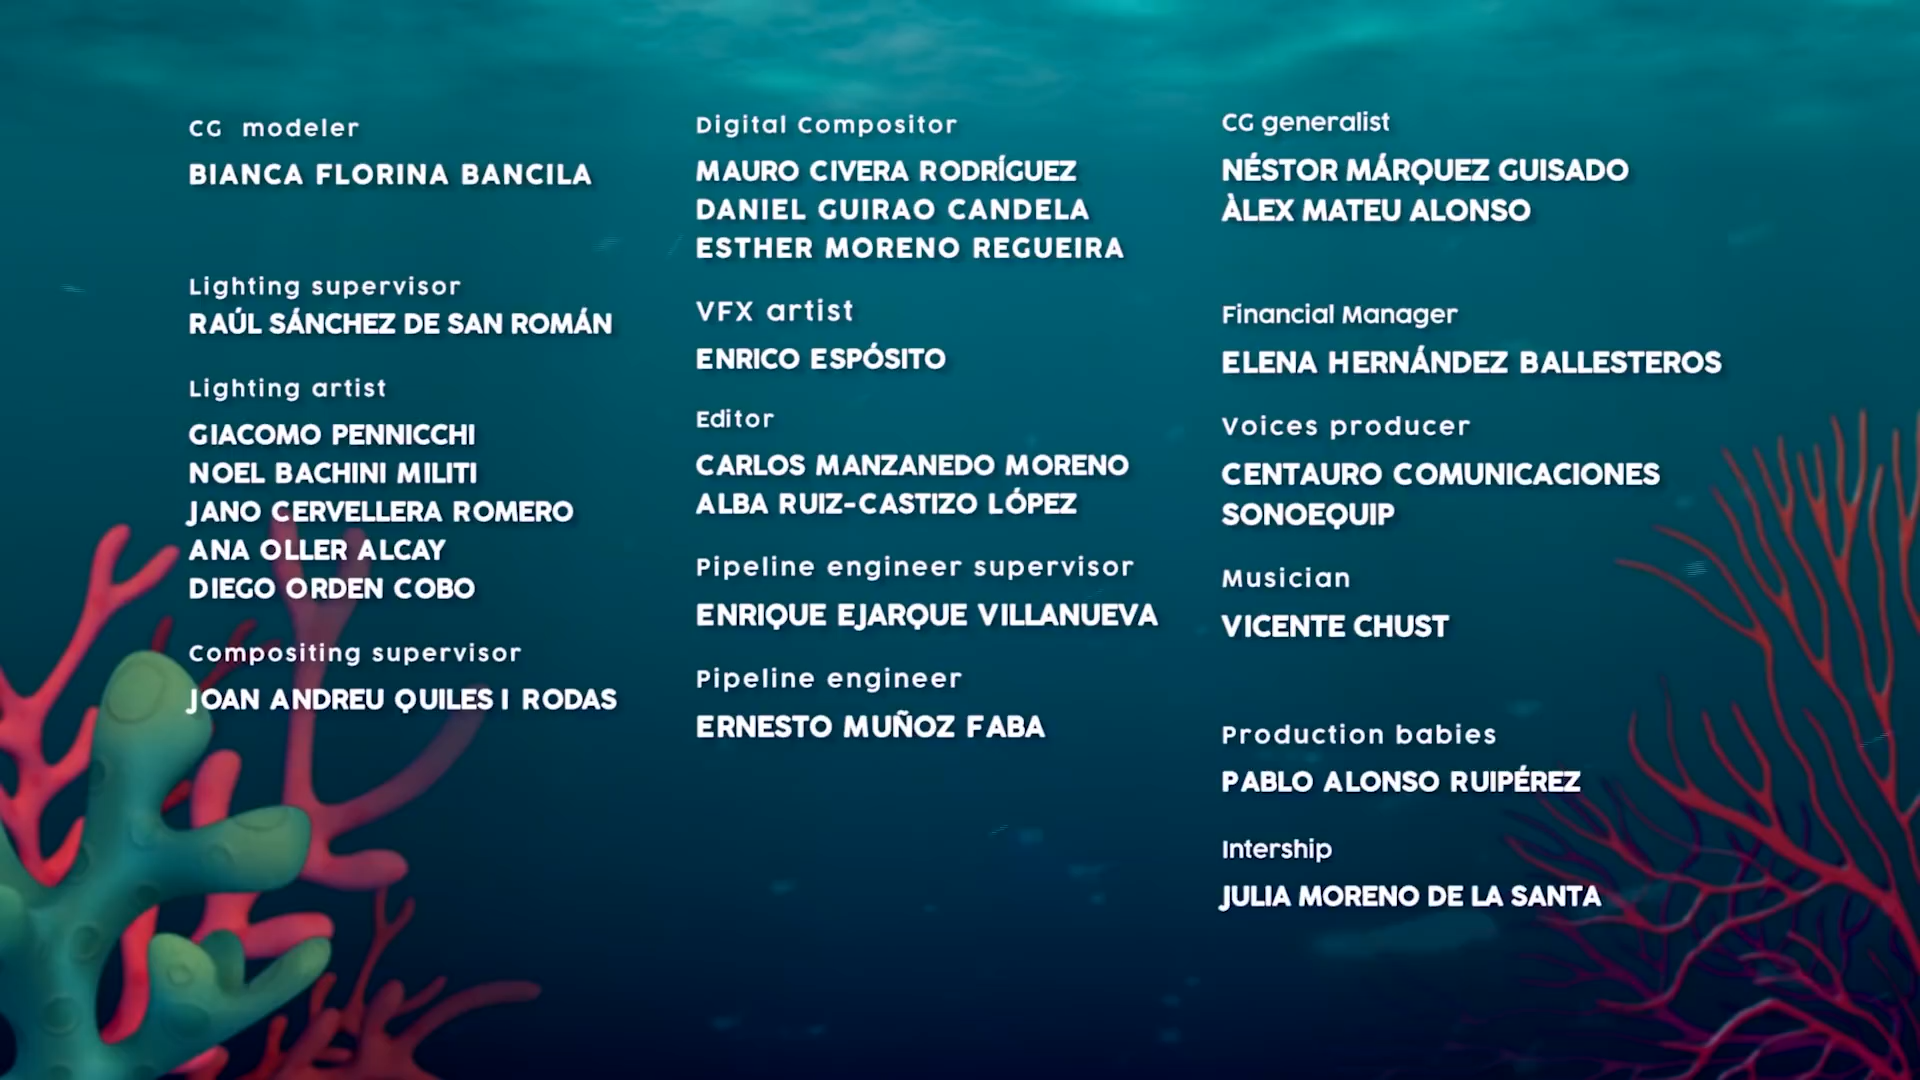 CG modeler
BIANCA FLORINA BANCILA
Lighting supervisor
RAÚL SÁNCHEZ DE SAN ROMÁN
Lighting artist
GIACOMO PENNICCHI
NOEL BACHINI MILITI
JANO CERVELLERA ROMERO
ANA OLLER ALCAY
DIEGO ORDEN COBO
Compositing supervisor
JOAN ANDREU QUILES I RODAS
Digital Compositor
MAURO CIVERA RODRÍGUEZ
DANIEL GUIRAO CANDELA
ESTHER MORENO REGUEIRA
VFX artist
ENRICO ESPÓSITO
Editor
CARLOS MANZANEDO MORENO
ALBA RUIZ-CASTIZO LÓPEZ
Pipeline engineer supervisor
ENRIQUE EJARQUE VILLANUEVA
Pipeline engineer
ERNESTO MUÑOZ FABA
CG generalist
NÉSTOR MÁRQUEZ GUISADO
ÀLEX MATEU ALONSO
Financial Manager
ELENA HERNÁNDEZ BALLESTEROS
Voices producer
CENTAURO COMUNICACIONES
SONOEQUIP
Musician
VICENTE CHUST
Production babies
PABLO ALONSO RUIPÉREZ
Intership
JULIA MORENO DE LA SANTA